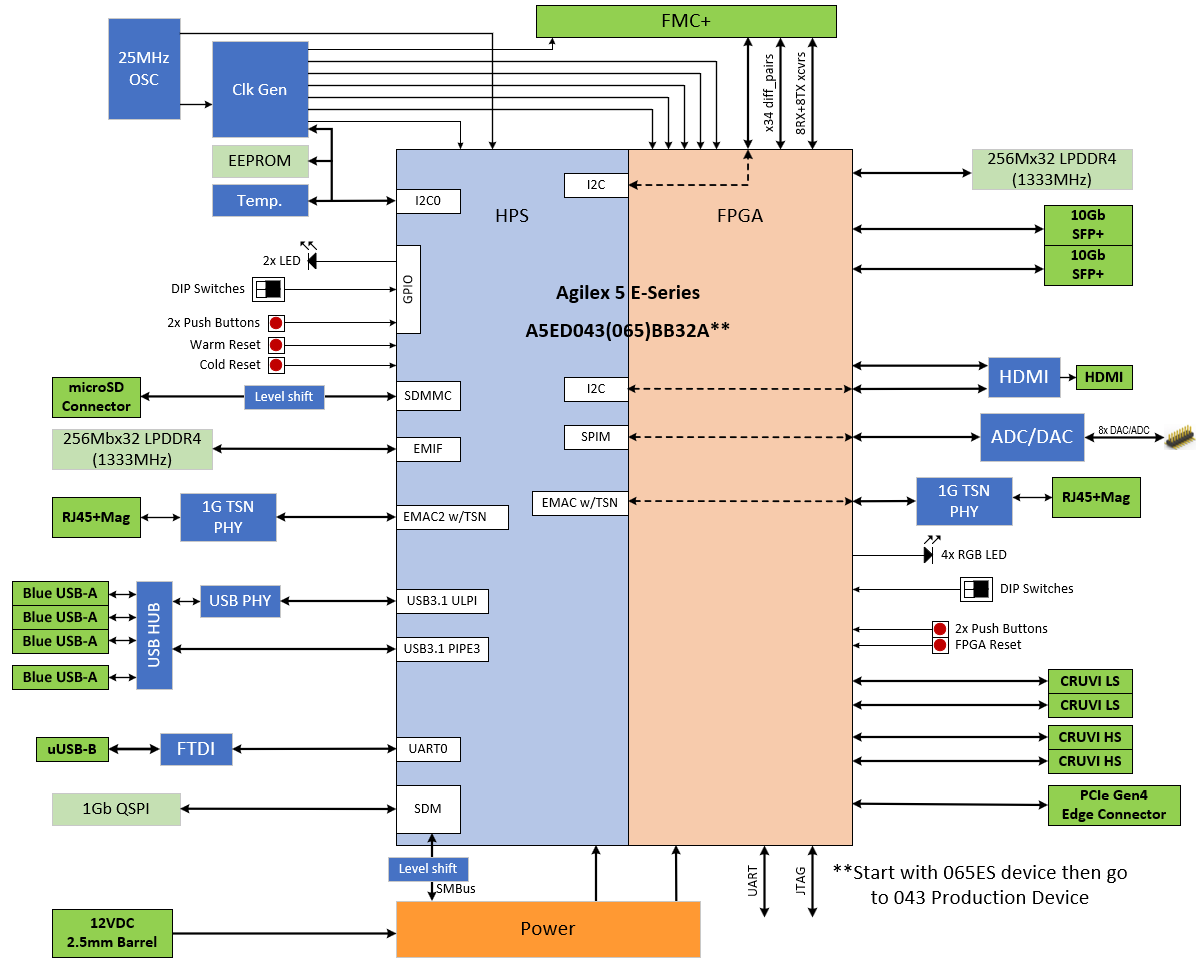 FMC+
25MHz
OSC
Clk Gen
x34 diff_pairs
8RX+8TX xcvrs
EEPROM
Temp.
I2C0
I2C
HPS
FPGA
256Mx32 LPDDR4
(1333MHz)
10Gb
SFP+
10Gb
SFP+
2x LED
GPIO
DIP Switches
2x Push Buttons
Warm Reset
Cold Reset
Agilex 5 E-Series
A5ED043(065)BB32A**
microSD
Connector
Level shift
SDMMC
I2C
HDMI
HDMI
256Mbx32 LPDDR4
(1333MHz)
EMIF
SPIM
ADC/DAC
8x DAC/ADC
RJ45+Mag
1G TSN
PHY
EMAC2 w/TSN
EMAC w/TSN
1G TSN
PHY
RJ45+Mag
4x RGB LED
DIP Switches
2x Push Buttons
FPGA Reset
Blue USB-A
Blue USB-A
Blue USB-A
Blue USB-A
USB HUB
USB PHY
USB3.1 ULPI
USB3.1 PIPE3
CRUVI LS
CRUVI LS
CRUVI HS
CRUVI HS
uUSB-B
FTDI
UART0
1Gb QSPI
SDM
PCIe Gen4
Edge Connector
Level shift
SMBus
UART
JTAG
**Start with 065ES device then go
to 043 Production Device
12VDC
2.5mm Barrel
Power